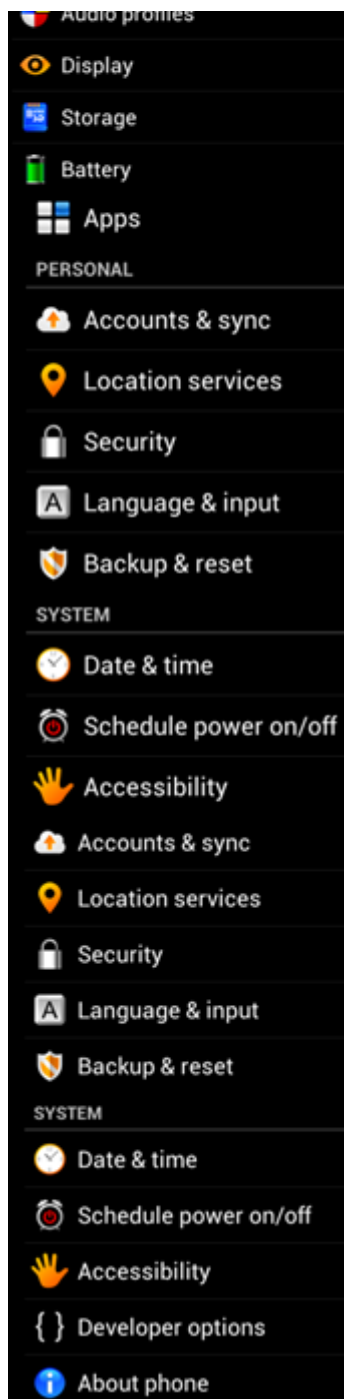 Audio profiles
Display
Storage
Battery
Apps
PERSONAL
Accounts & sync
Location services
Security
A Language & input
Backup & reset
SYSTEM
Date & time
Schedule power on/off
Accessibility
Accounts & sync
Location services
Security
A Language & input
Backup & reset
SYSTEM
Date & time
Schedule power on/off
Accessibility
{ } Developer options
About phone